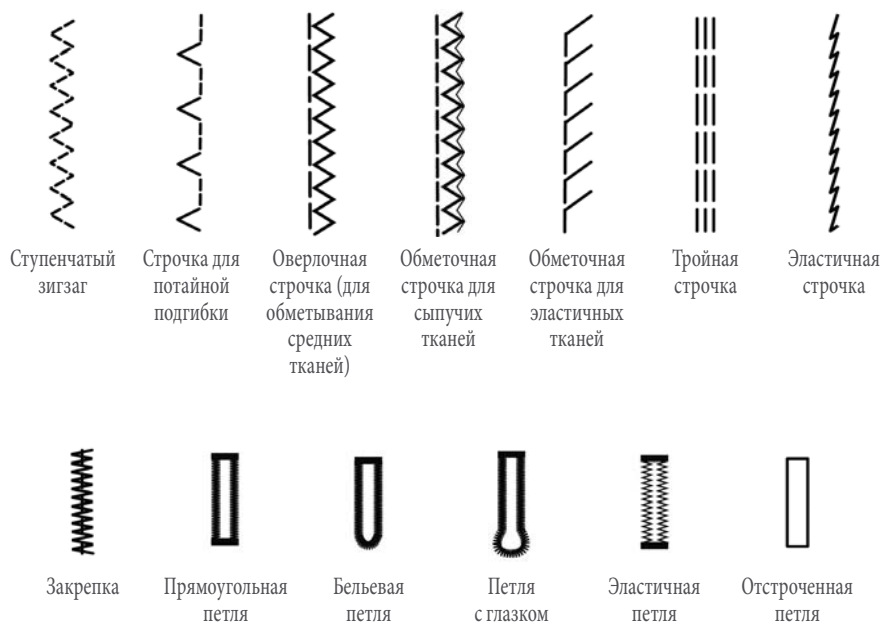 Ступенчатый
зигзаг
Строчка для
потайной
подгибки
Оверлочная
строчка (для
обметывания
средних
тканей)
Обметочная
строчка для
сыпучих
тканей
Обметочная
строчка для
эластичных
тканей
Тройная
строчка
Эластичная
строчка
Закрепка
Прямоугольная
петля
Бельевая
петля
Петля
с глазком
Эластичная
петля
Отстроченная
петля